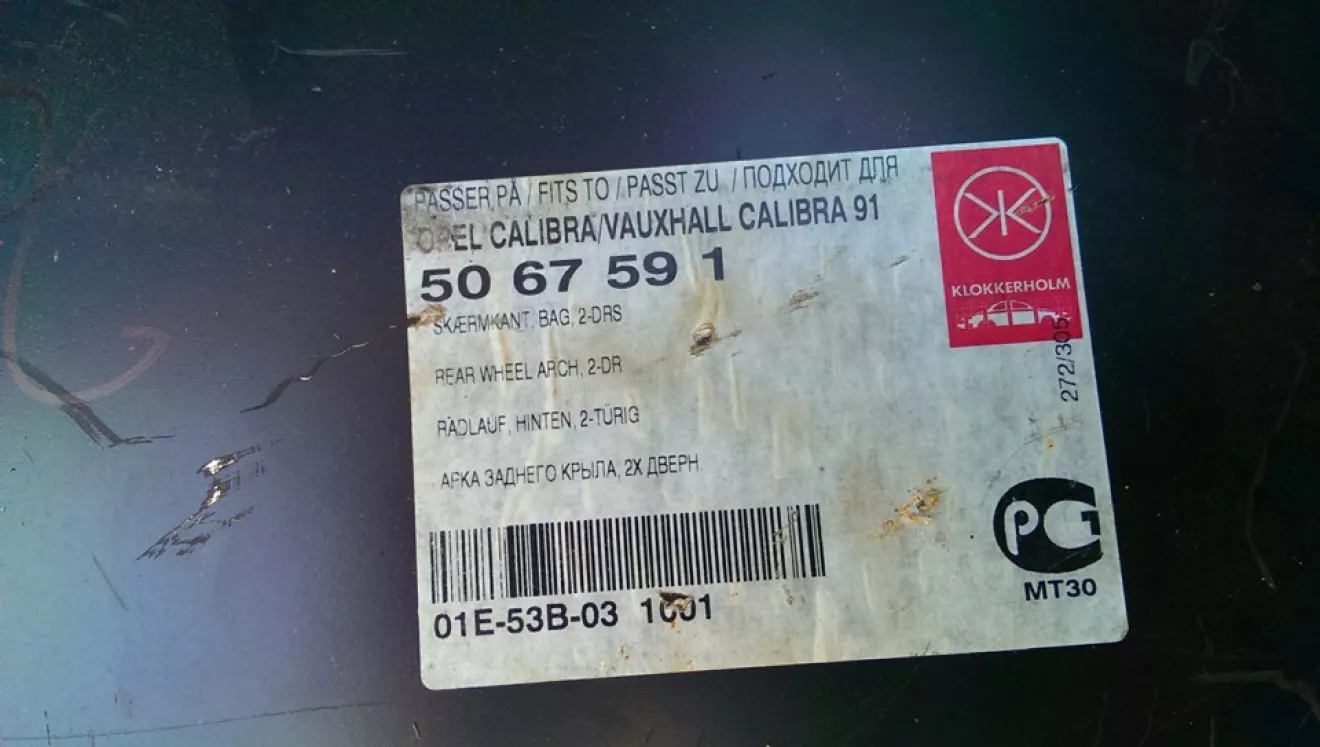 PASSER PÅ / FITS TO / PASST ZU / ПОДХОДИТ ДЛЯ
OPEL CALIBRA/VAUXHALL CALIBRA 91
50 67 59 1
SKÆRMKANT, BAG, 2-DRS
REAR WHEEL ARCH, 2-DR
RADLAUF, HINTEN, 2-TÜRIG
АРКА ЗАДНЕГО КРЫЛА, 2Х ДВЕРН.
01E-53B-03 1001
KLOKKERHOLM
272/305
PG
MT30